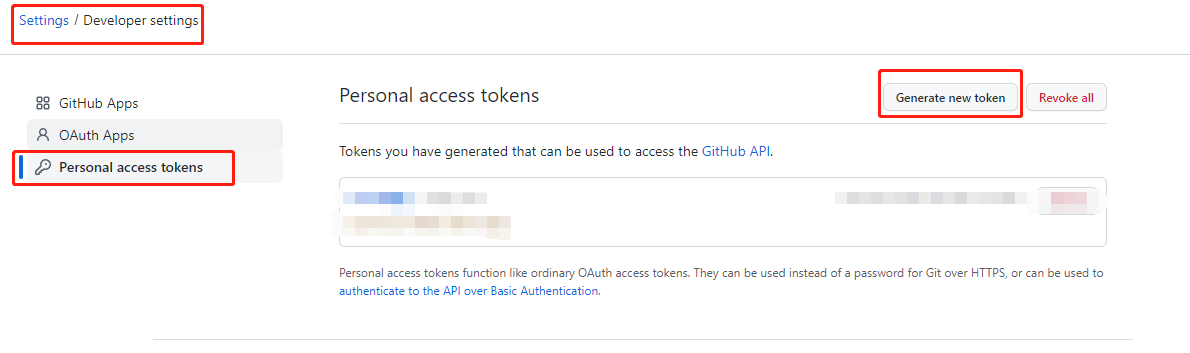 Settings / Developer settings
GitHub Apps
OAuth Apps
Personal access tokens
Personal access tokens
Generate new token
Revoke all
Tokens you have generated that can be used to access the GitHub API.
Personal access tokens function like ordinary OAuth access tokens. They can be used instead of a password for Git over HTTPS, or can be used to
authenticate to the API over Basic Authentication.